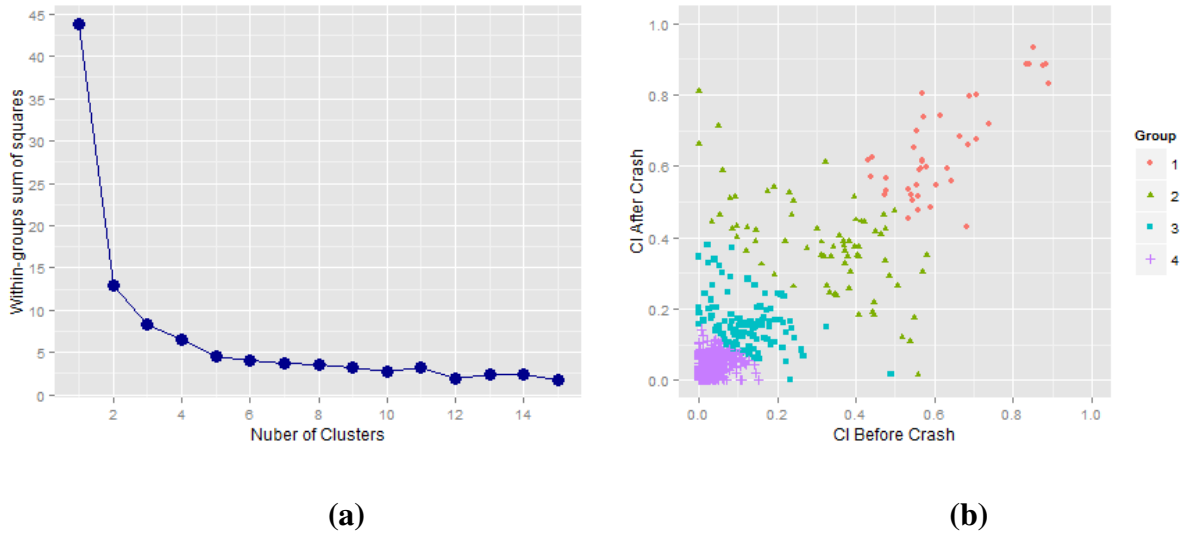 45
40
35
30
25
20
15
10
5
0
Within-groups sum of squares
2 4 6 8 10 12 14
Nuber of Clusters
(a)
1.0
0.8
0.6
0.4
0.2
0.0
CI After Crash
0.0 0.2 0.4 0.6 0.8 1.0
CI Before Crash
Group
1
2
3
4
(b)